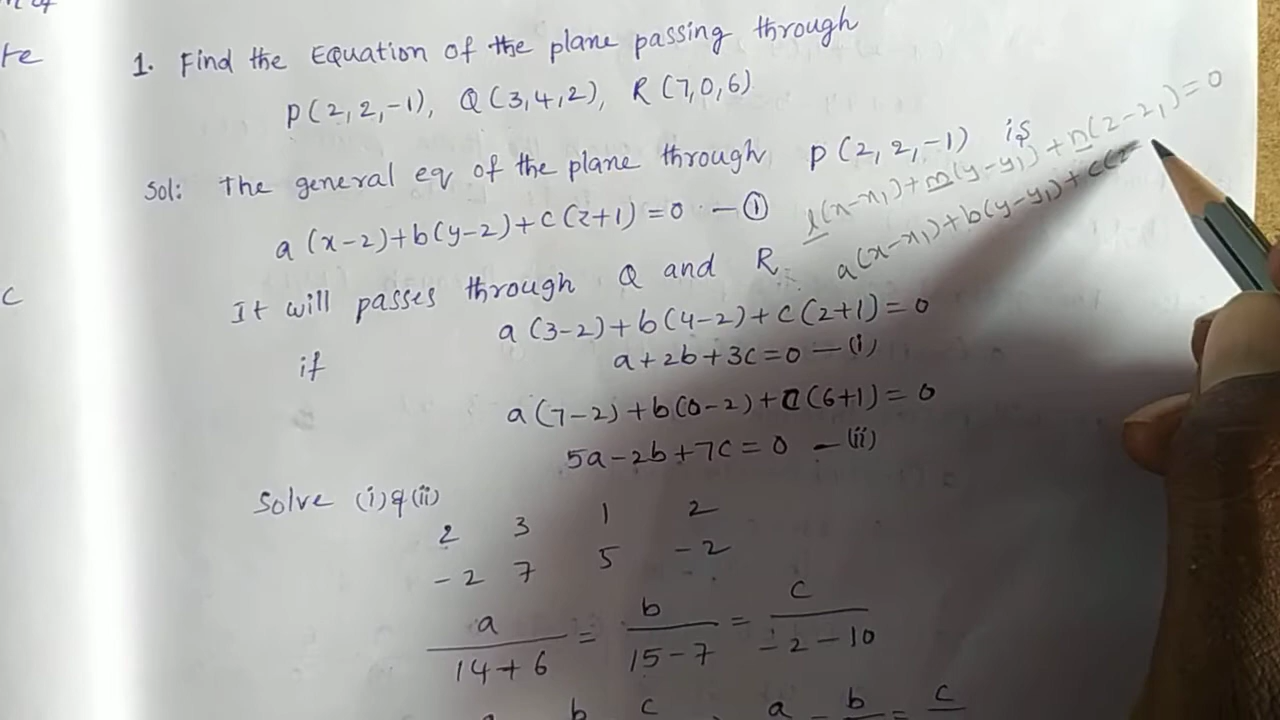 te
c
1. Find the Equation of the plane passing through
P(2,2,-1), Q(3,4,2), R(7,0,6)
Sol: The general eq of the plane through P(2,2,-1) is
a(x-2)+b(y-2)+c(z+1)=0 - ①
l(x-x₁)+m(y-y₁)+n(z-z₁)=0
a(x-x₁)+b(y-y₁)+c(z-
It will passes through Q and R
if a(3-2)+b(4-2)+c(2+1)=0
a+2b+3c=0 -(i)
a(7-2)+b(0-2)+c(6+1)=0
5a-2b+7c=0 -(ii)
Solve (i)&(ii)
2 3 1 2
-2 7 5 -2
a/14+6 = b/15-7 = c/-2-10
b c a b = c